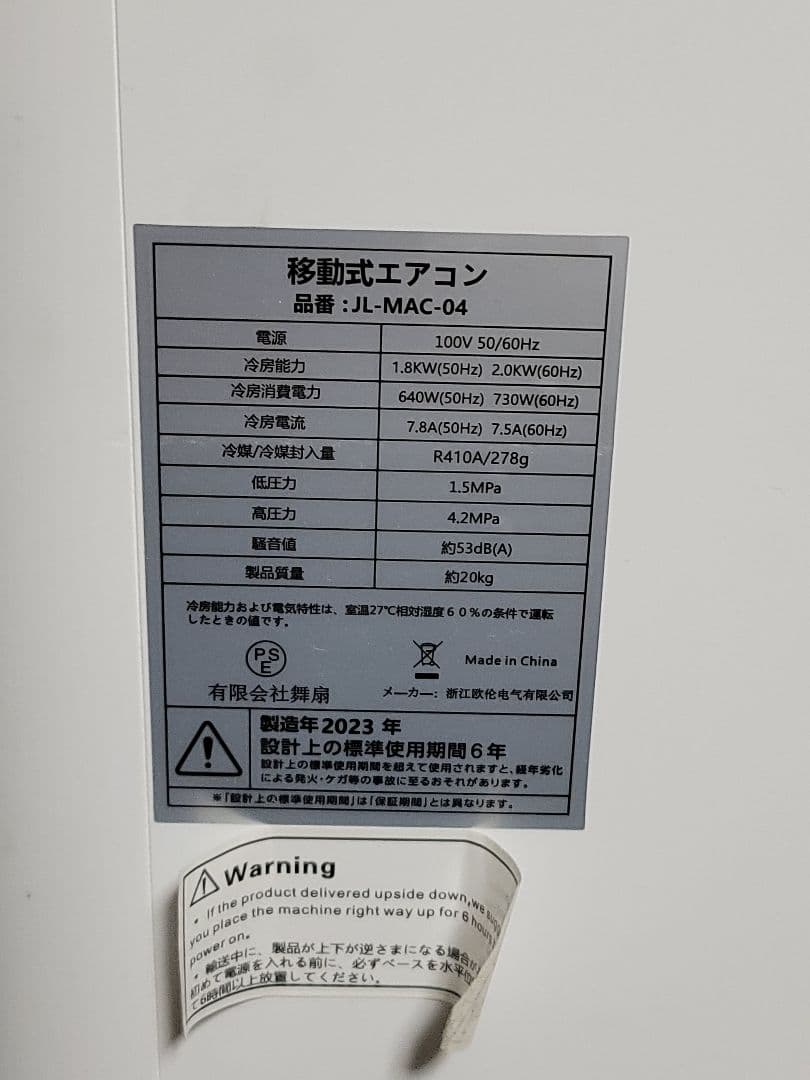 移動式エアコン
品番：JL-MAC-04
電源 100V 50/60Hz
冷房能力 1.8KW(50Hz) 2.0KW(60Hz)
冷房消費電力 640W(50Hz) 730W(60Hz)
冷房電流 7.8A(50Hz) 7.5A(60Hz)
冷媒/冷媒封入量 R410A/278g
低圧力 1.5MPa
高圧力 4.2MPa
騒音値 約53dB(A)
製品質量 約20kg
冷房能力および電気特性は、室温27℃相対湿度60%の条件で運転
したときの値です。
PSE
Made in China
有限会社舞扇
メーカー：浙江欧伦电气有限公司
製造年2023 年
設計上の標準使用期間6年
設計上の標準使用期間を超えて使用されますと、経年劣化
による発火・ケガ等の事故に至るおそれがあります。
※「設計上の標準使用期間」は「保証期間」とは異なります。
Warning
・If the product delivered upside down,we
you place the machine right way up for 6 hours
power on.
・輸送中に、製品が上下が逆さまになる場合が
初めて電源を入れる前に、必ずベースを水平
て6時間以上放置してください。